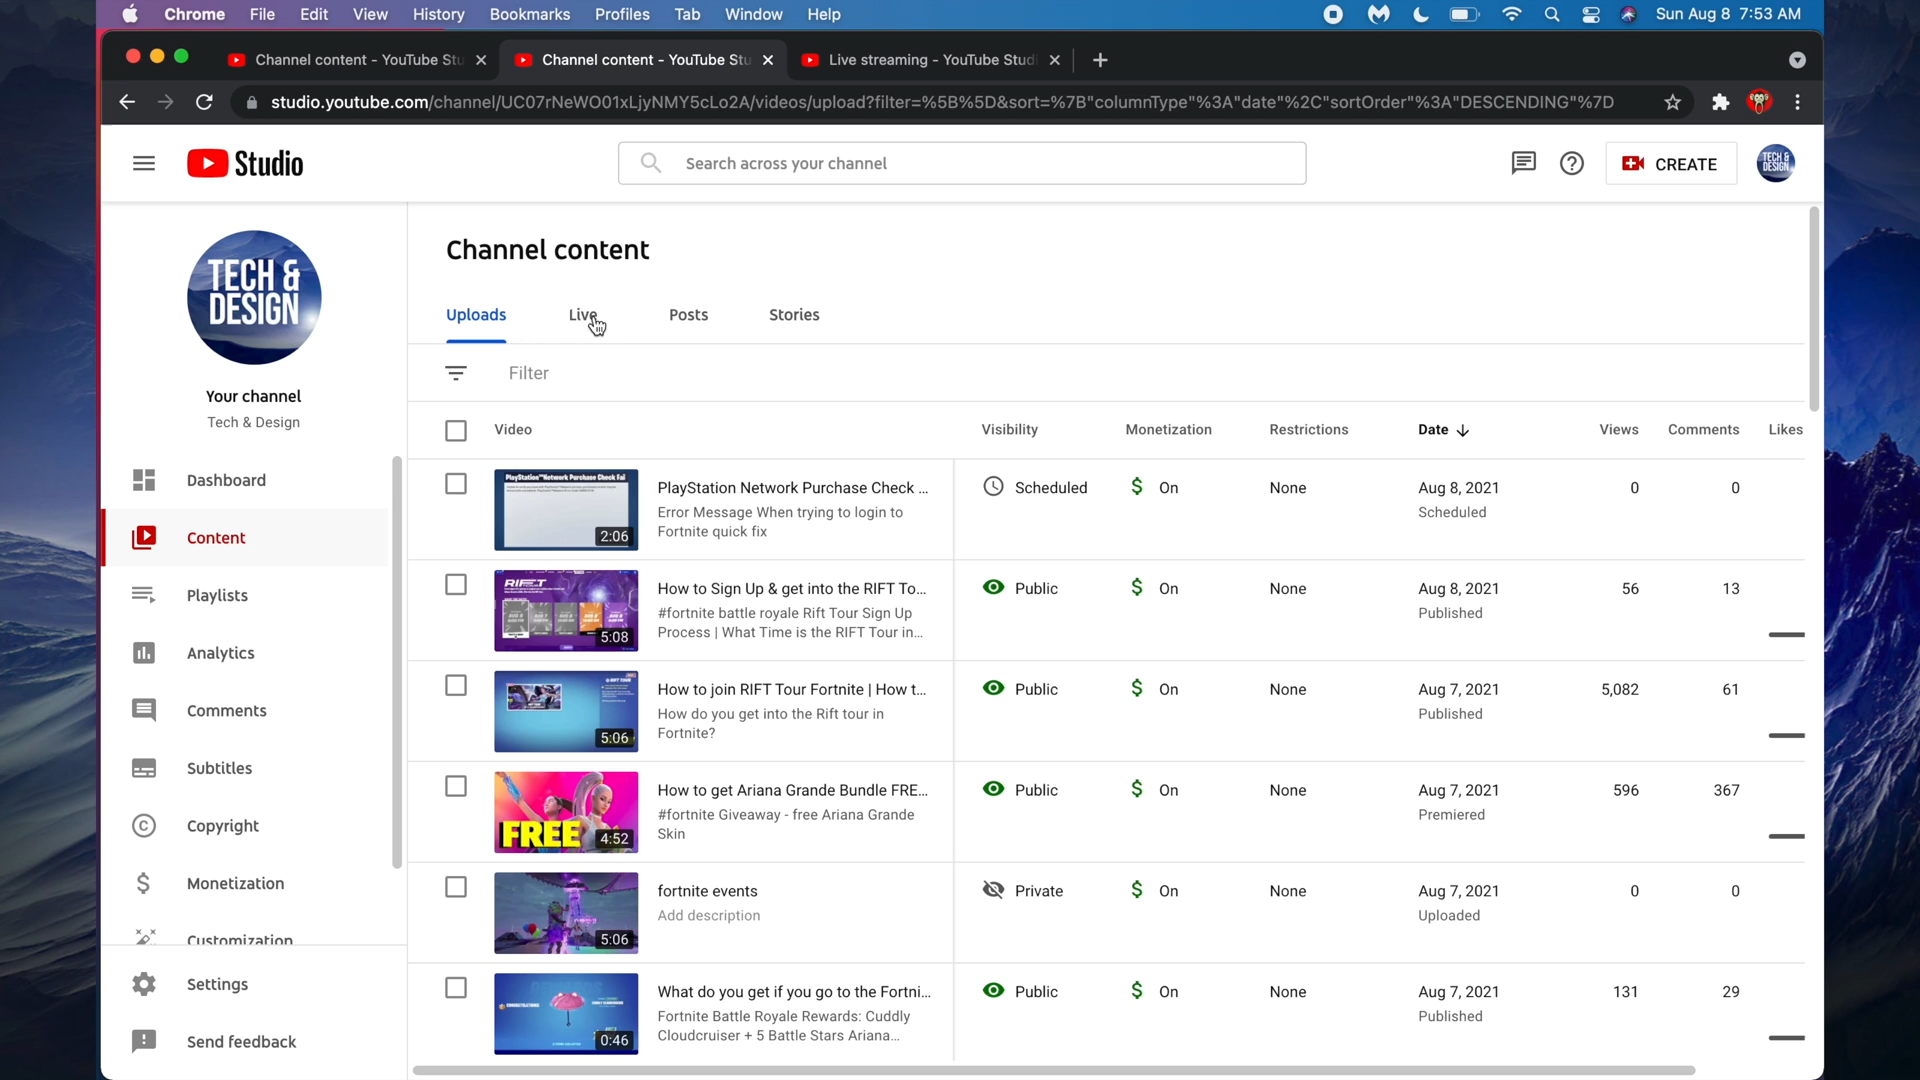 Chrome File Edit View History Bookmarks Profiles Tab Window Help Sun Aug 8 7:53 AM
Channel content - YouTube Stu Channel content - YouTube Stu Live streaming - YouTube Studi
studio.youtube.com/channel/UC07rNeWO01xLjyNMY5cLo2A/videos/upload?filter=%5B%5D&sort=%7B"columnType"%3A"date"%2C"sortOrder"%3A"DESCENDING"%7D
Studio Search across your channel CREATE TECH & DESIGN
TECH &
DESIGN
Your channel
Tech & Design
Dashboard
Content
Playlists
Analytics
Comments
Subtitles
Copyright
Monetization
Customization
Settings
Send feedback
Channel content
Uploads Live Posts Stories
Filter
Video Visibility Monetization Restrictions Date Views Comments Likes
PlayStation™Network Purchase Check Fai
2:06
PlayStation Network Purchase Check ... Scheduled $ On None Aug 8, 2021 0 0
Error Message When trying to login to Scheduled
Fortnite quick fix
RIFT
5:08
How to Sign Up & get into the RIFT To... Public $ On None Aug 8, 2021 56 13
#fortnite battle royale Rift Tour Sign Up Published
Process | What Time is the RIFT Tour in...
5:06
How to join RIFT Tour Fortnite | How t... Public $ On None Aug 7, 2021 5,082 61
How do you get into the Rift tour in Published
Fortnite?
FREE 4:52
How to get Ariana Grande Bundle FRE... Public $ On None Aug 7, 2021 596 367
#fortnite Giveaway - free Ariana Grande Premiered
Skin
5:06
fortnite events Private $ On None Aug 7, 2021 0 0
Add description Uploaded
0:46
What do you get if you go to the Fortni... Public $ On None Aug 7, 2021 131 29
Fortnite Battle Royale Rewards: Cuddly Published
Cloudcruiser + 5 Battle Stars Ariana...